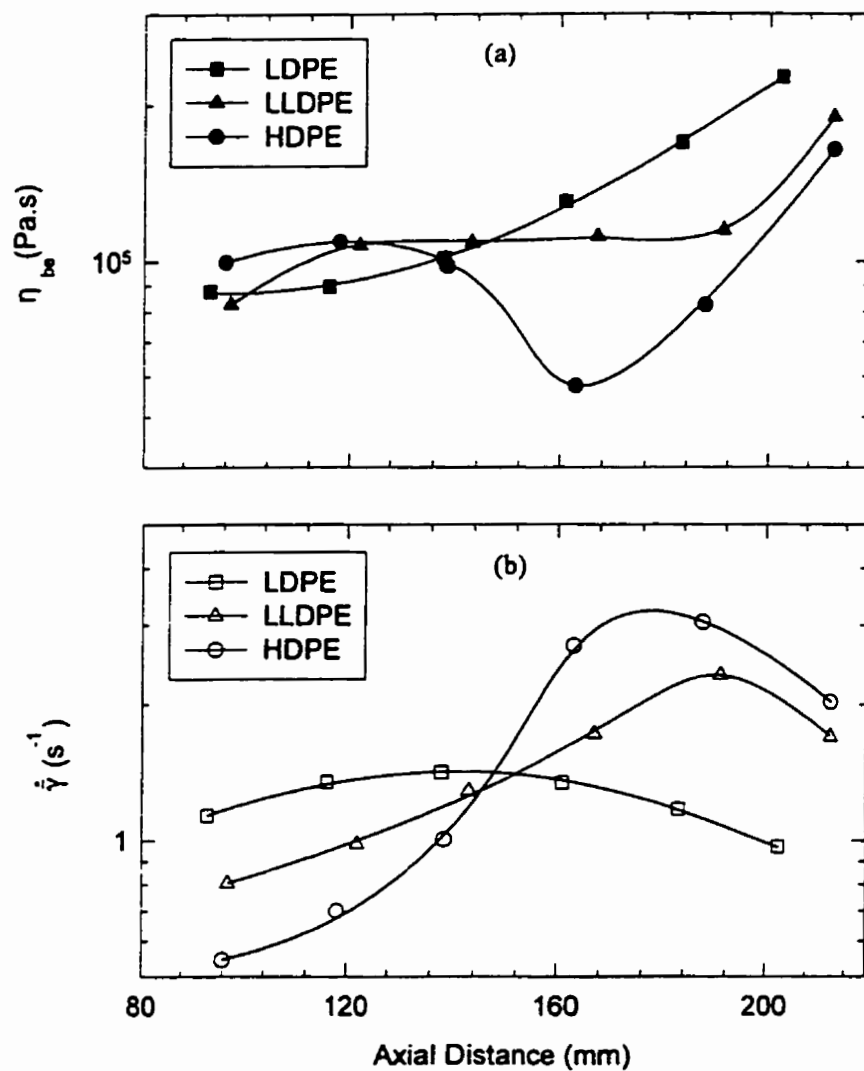 (a)
LDPE
LLDPE
HDPE
η be (Pa.s)
10⁵
(b)
LDPE
LLDPE
HDPE
γ̇ (s⁻¹)
1
80 120 160 200
Axial Distance (mm)